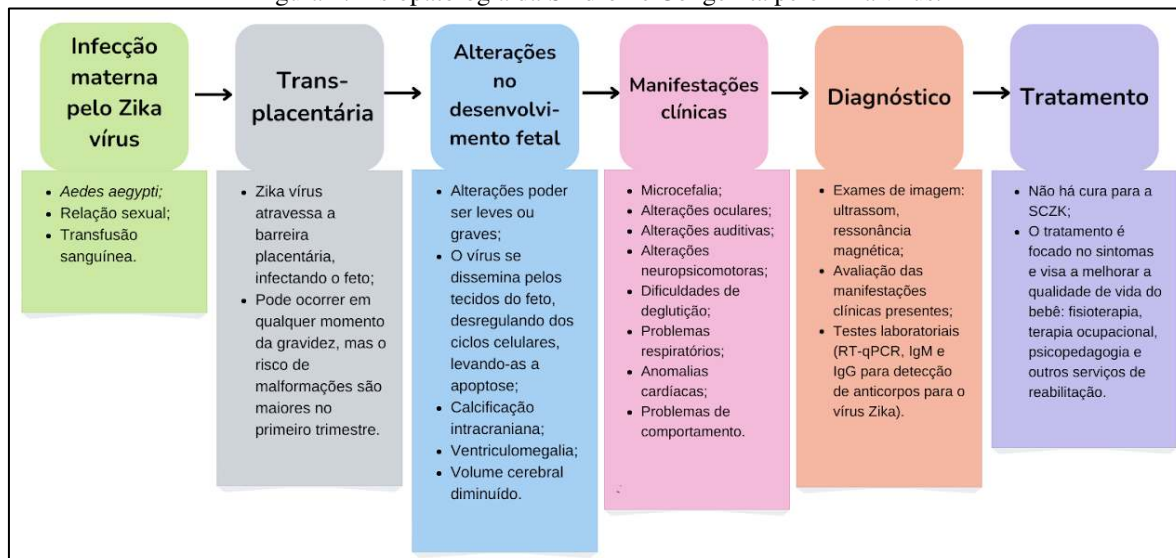 Infecção
materna
pelo Zika
vírus
Trans-
placentária
Alterações
no
desenvolvi-
mento fetal
Manifestações
clínicas
Diagnóstico
Tratamento
• Aedes aegypti;
• Relação sexual;
• Transfusão
sanguínea.
• Zika vírus
atravessa a
barreira
placentária,
infectando o feto;
• Pode ocorrer em
qualquer momento
da gravidez, mas o
risco de
malformações são
maiores no
primeiro trimestre.
• Alterações poder
ser leves ou
graves;
• O vírus se
dissemina pelos
tecidos do feto,
desregulando dos
ciclos celulares,
levando-as a
apoptose;
• Calcificação
intracraniana;
• Ventriculomegalia;
• Volume cerebral
diminuído.
• Microcefalia;
• Alterações oculares;
• Alterações auditivas;
• Alterações
neuropsicomotoras;
• Dificuldades de
deglutição;
• Problemas
respiratórios;
• Anomalias
cardíacas;
• Problemas de
comportamento.
• Exames de imagem:
ultrassom,
ressonância
magnética;
• Avaliação das
manifestações
clínicas presentes;
• Testes laboratoriais
(RT-qPCR, IgM e
IgG para detecção
de anticorpos para o
vírus Zika).
• Não há cura para a
SCZK;
• O tratamento é
focado no sintomas
e visa a melhorar a
qualidade de vida do
bebê: fisioterapia,
terapia ocupacional,
psicopedagogia e
outros serviços de
reabilitação.